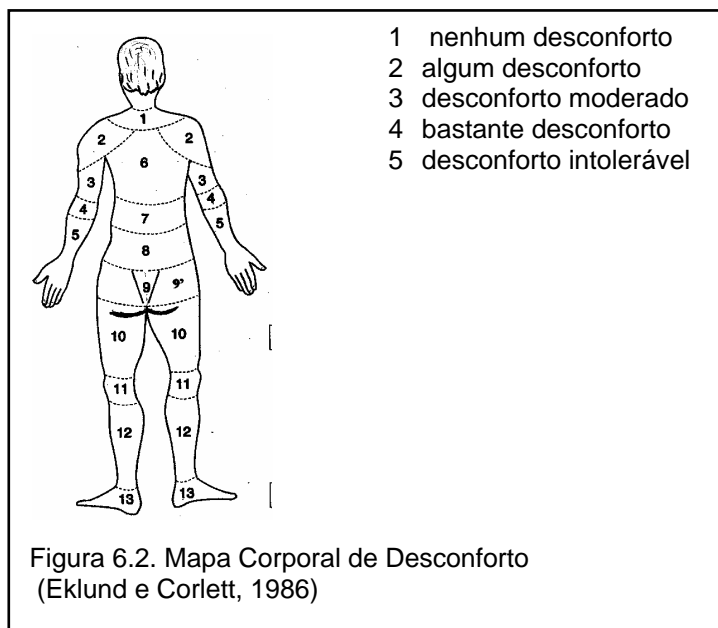 1 nenhum desconforto
2 algum desconforto
3 desconforto moderado
4 bastante desconforto
5 desconforto intolerável
1
2 2
6
3 3
4 4
5 5
7
8
9 9'
10 10
11 11
12 12
13 13
Figura 6.2. Mapa Corporal de Desconforto
(Eklund e Corlett, 1986)